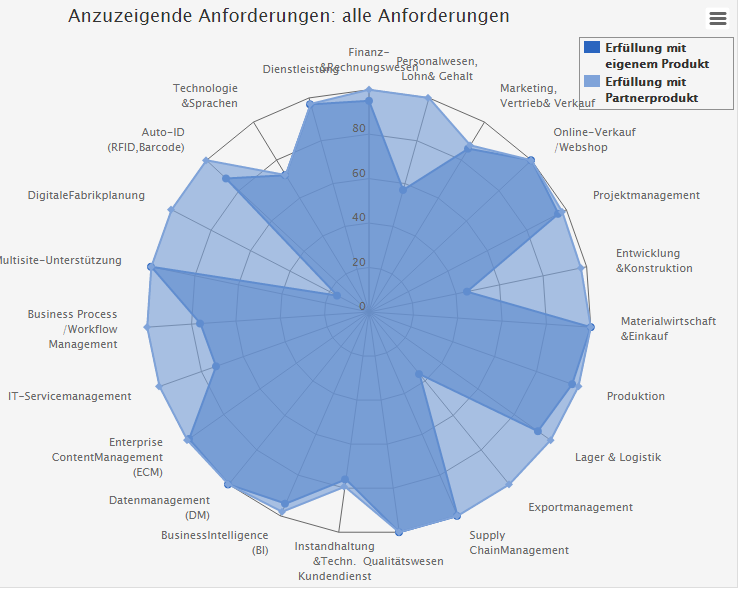 Anzuzeigende Anforderungen: alle Anforderungen
Erfüllung mit
eigenem Produkt
Erfüllung mit
Partnerprodukt
Finanz-
&Rechnungswesen
Personalwesen,
Lohn& Gehalt
Marketing,
Vertrieb& Verkauf
Online-Verkauf
/Webshop
Projektmanagement
Entwicklung
&Konstruktion
Materialwirtschaft
&Einkauf
Produktion
Lager & Logistik
Exportmanagement
Supply
ChainManagement
Qualitätswesen
Instandhaltung
&Techn.
Kundendienst
BusinessIntelligence
(BI)
Datenmanagement
(DM)
Enterprise
ContentManagement
(ECM)
IT-Servicemanagement
Business Process
/Workflow
Management
Multisite-Unterstützung
DigitaleFabrikplanung
Auto-ID
(RFID,Barcode)
Technologie
&Sprachen
Dienstleistung
80
60
40
20
0